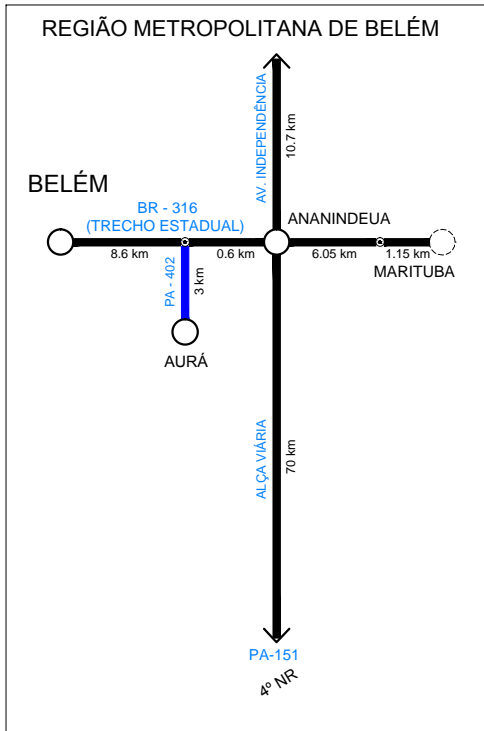 REGIÃO METROPOLITANA DE BELÉM
AV. INDEPENDÊNCIA
10.7 km
BELÉM
BR - 316
(TRECHO ESTADUAL)
ANANINDEUA
8.6 km
0.6 km
6.05 km
1.15 km
MARITUBA
PA - 402
3 km
AURÁ
ALÇA VIÁRIA
70 km
PA-151
4º NR